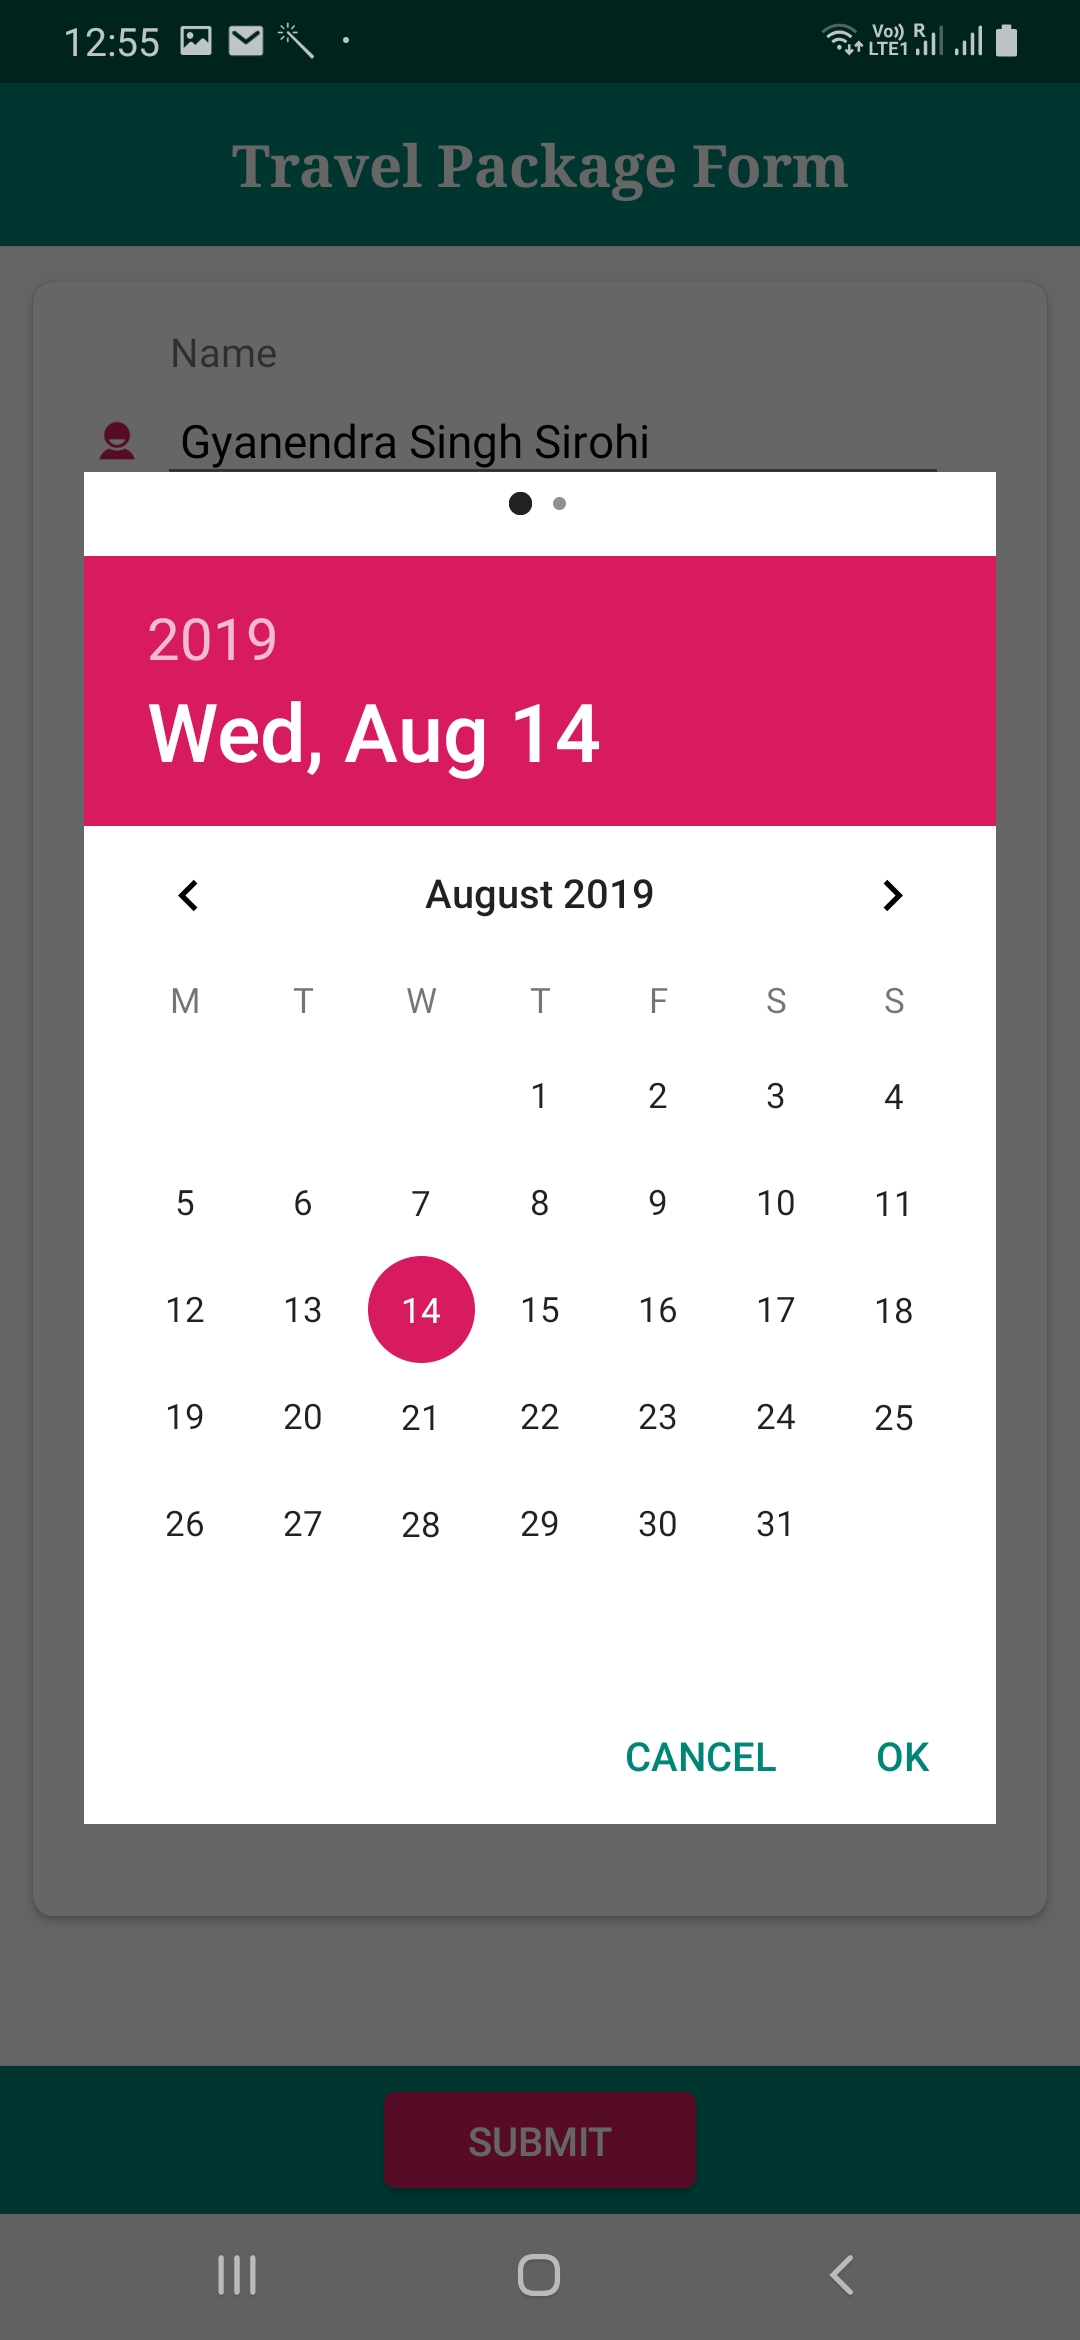 12:55 Vo)) LTE1 R
Travel Package Form
Name
Gyanendra Singh Sirohi
2019
Wed, Aug 14
August 2019
M T W T F S S
1 2 3 4
5 6 7 8 9 10 11
12 13 14 15 16 17 18
19 20 21 22 23 24 25
26 27 28 29 30 31
CANCEL OK
SUBMIT